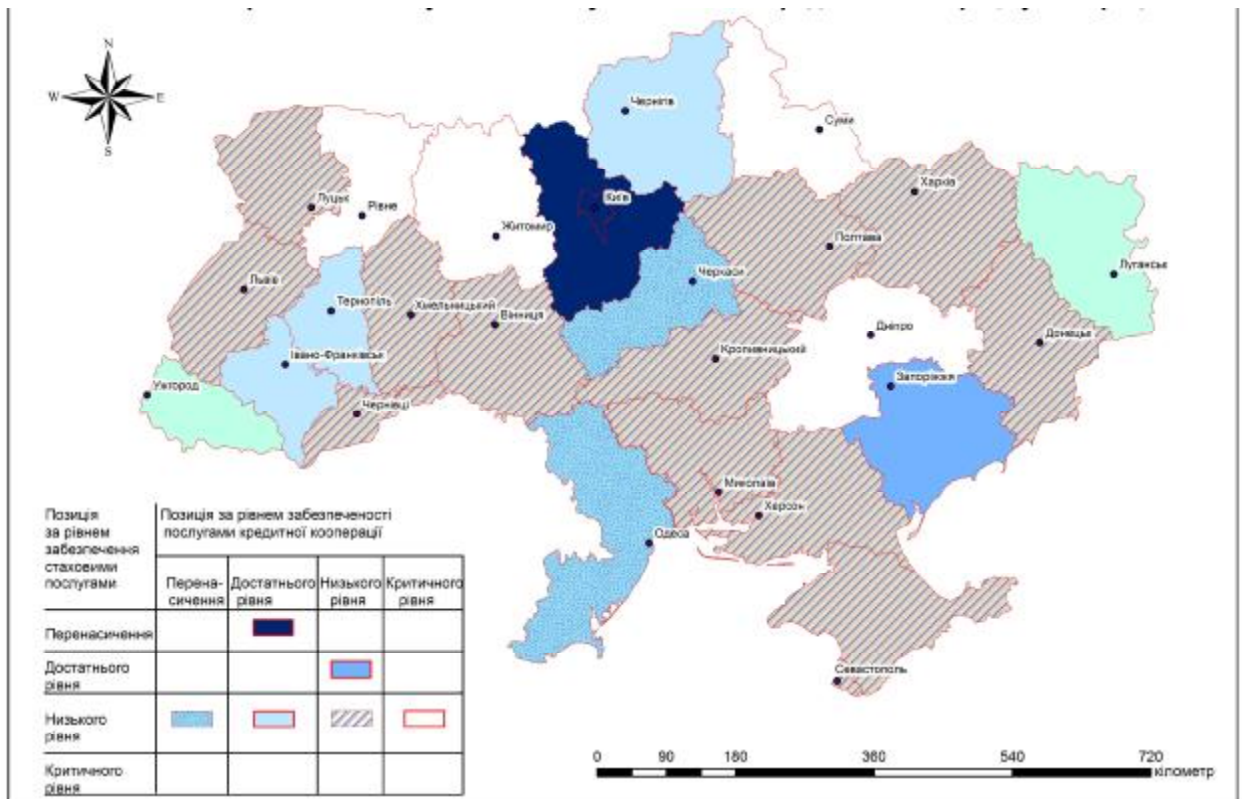 N
W
E
S
Чернігів
Суми
Луцьк
Рівне
Київ
Харків
Житомир
Полтава
Львів
Черкаси
Луганськ
Тернопіль
Хмельницький
Вінниця
Дніпро
Донецьк
Івано-Франківськ
Кропивницький
Ужгород
Запоріжжя
Чернівці
Миколаїв
Херсон
Одеса
Севастополь
Позиція
за рівнем
забезпечення
стаховими
послугами
Позиція за рівнем забезпеченості
послугами кредитної кооперації
Перена-
сичення
Достатнього
рівня
Низького
рівня
Критичного
рівня
Перенасичення
Достатнього
рівня
Низького
рівня
Критичного
рівня
0 90 180 360 540 720
кілометр